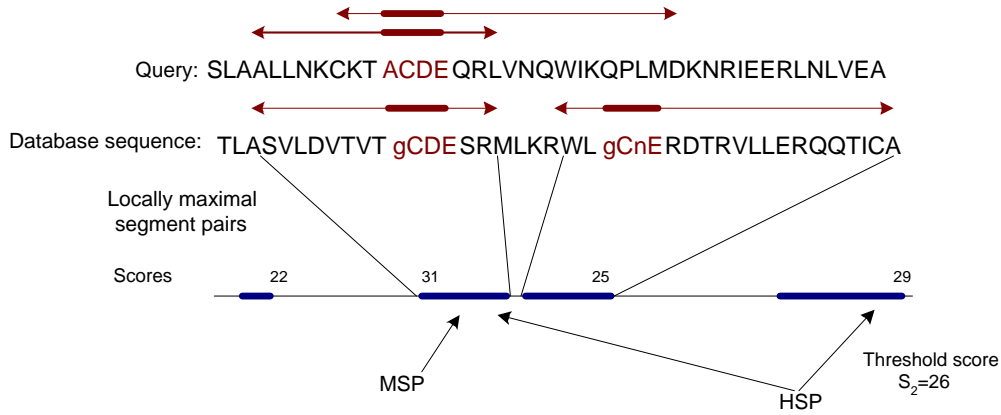 Query: SLAALLNKCKT ACDE QRLVNQWIKQPLMDKNRIEERLNLVEA
Database sequence: TLASVLDVTVT gCDE SRMLKRWL gCnE RDTRVLLERQQTICA
Locally maximal
segment pairs
Scores 22 31 25 29
MSP
HSP
Threshold score
S2=26